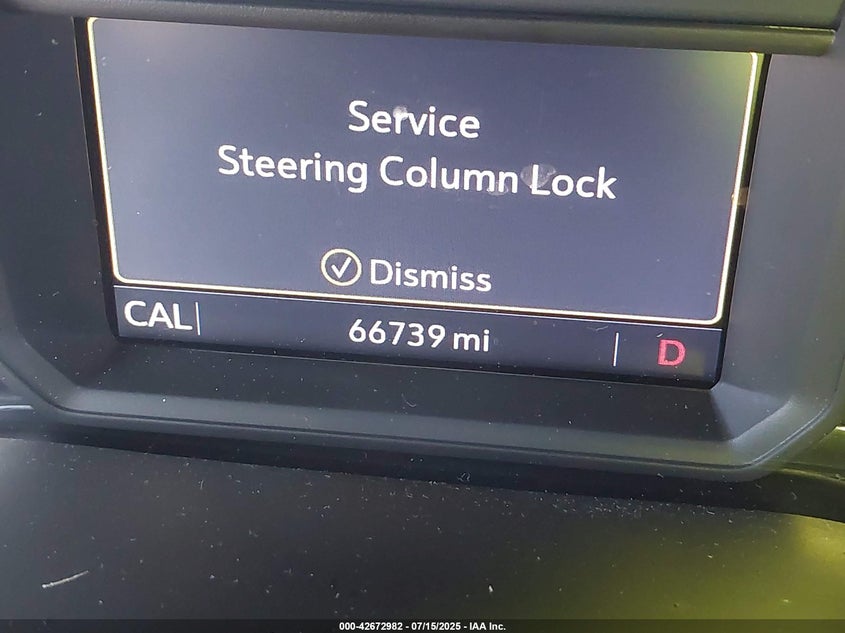 Service
Steering Column Lock
Dismiss
CAL
66739 mi
D
000-42672982 - 07/15/2025 - IAA Inc.